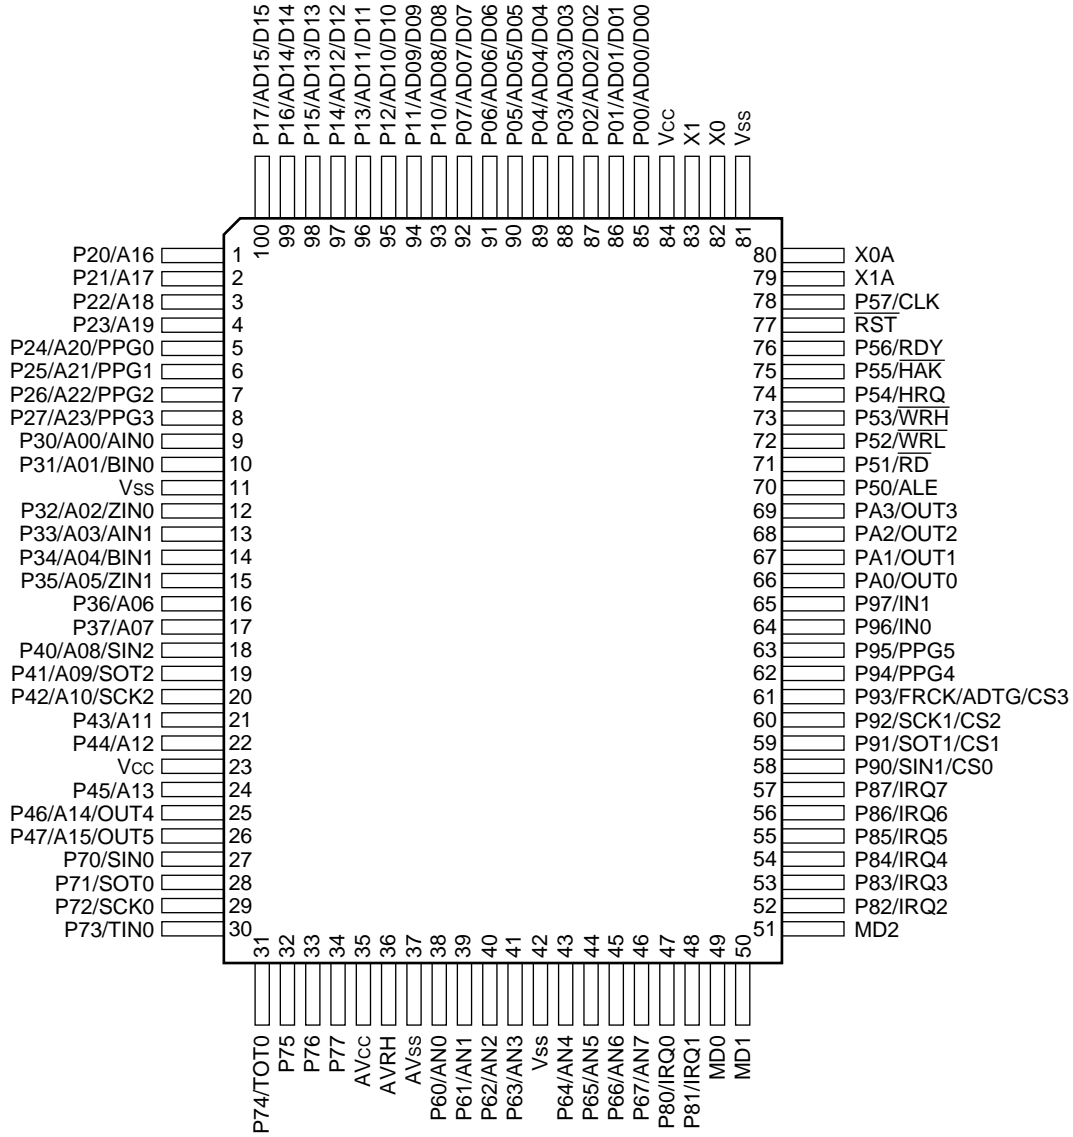 P17/AD15/D15
P16/AD14/D14
P15/AD13/D13
P14/AD12/D12
P13/AD11/D11
P12/AD10/D10
P11/AD09/D09
P10/AD08/D08
P07/AD07/D07
P06/AD06/D06
P05/AD05/D05
P04/AD04/D04
P03/AD03/D03
P02/AD02/D02
P01/AD01/D01
P00/AD00/D00
Vcc
X1
X0
Vss
100
99
98
97
96
95
94
93
92
91
90
89
88
87
86
85
84
83
82
81
P20/A16 1
P21/A17 2
P22/A18 3
P23/A19 4
P24/A20/PPG0 5
P25/A21/PPG1 6
P26/A22/PPG2 7
P27/A23/PPG3 8
P30/A00/AIN0 9
P31/A01/BIN0 10
Vss 11
P32/A02/ZIN0 12
P33/A03/AIN1 13
P34/A04/BIN1 14
P35/A05/ZIN1 15
P36/A06 16
P37/A07 17
P40/A08/SIN2 18
P41/A09/SOT2 19
P42/A10/SCK2 20
P43/A11 21
P44/A12 22
Vcc 23
P45/A13 24
P46/A14/OUT4 25
P47/A15/OUT5 26
P70/SIN0 27
P71/SOT0 28
P72/SCK0 29
P73/TIN0 30
80 X0A
79 X1A
78 P57/CLK
77 R̅S̅T̅
76 P56/RDY
75 P55/H̅A̅K̅
74 P54/HRQ
73 P53/W̅R̅H̅
72 P52/W̅R̅L̅
71 P51/R̅D̅
70 P50/ALE
69 PA3/OUT3
68 PA2/OUT2
67 PA1/OUT1
66 PA0/OUT0
65 P97/IN1
64 P96/IN0
63 P95/PPG5
62 P94/PPG4
61 P93/FRCK/ADTG/CS3
60 P92/SCK1/CS2
59 P91/SOT1/CS1
58 P90/SIN1/CS0
57 P87/IRQ7
56 P86/IRQ6
55 P85/IRQ5
54 P84/IRQ4
53 P83/IRQ3
52 P82/IRQ2
51 MD2
31
32
33
34
35
36
37
38
39
40
41
42
43
44
45
46
47
48
49
50
P74/TOT0
P75
P76
P77
AVcc
AVRH
AVss
P60/AN0
P61/AN1
P62/AN2
P63/AN3
Vss
P64/AN4
P65/AN5
P66/AN6
P67/AN7
P80/IRQ0
P81/IRQ1
MD0
MD1